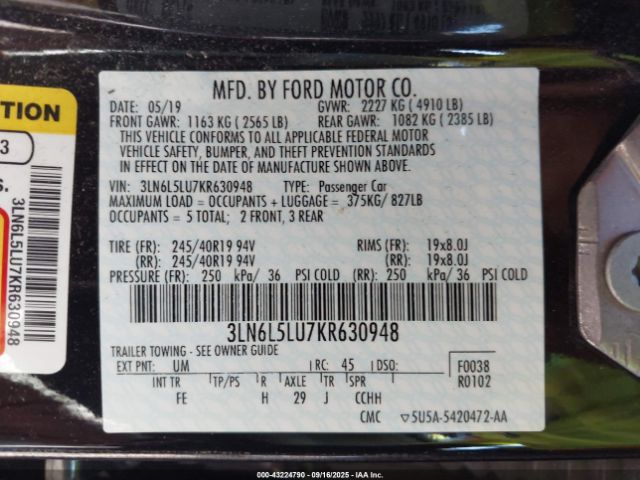 MFD. BY FORD MOTOR CO.
DATE: 05/19 GVWR: 2227 KG (4910 LB)
FRONT GAWR: 1163 KG (2565 LB) REAR GAWR: 1082 KG (2385 LB)
THIS VEHICLE CONFORMS TO ALL APPLICABLE FEDERAL MOTOR
VEHICLE SAFETY, BUMPER, AND THEFT PREVENTION STANDARDS
IN EFFECT ON THE DATE OF MANUFACTURE SHOWN ABOVE.
VIN: 3LN6L5LU7KR630948 TYPE: Passenger Car
MAXIMUM LOAD = OCCUPANTS + LUGGAGE = 375KG/ 827LB
OCCUPANTS = 5 TOTAL; 2 FRONT, 3 REAR
TIRE (FR): 245/40R19 94V RIMS (FR): 19x8.0J
(RR): 245/40R19 94V (RR): 19x8.0J
PRESSURE (FR): 250 kPa/ 36 PSI COLD (RR): 250 kPa/ 36 PSI COLD
3LN6L5LU7KR630948
TRAILER TOWING - SEE OWNER GUIDE
EXT PNT: UM RC: 45 DSO: F0038
R0102
INT TR TP/PS R AXLE TR SPR
FE H 29 J CCHH
CMC ▽5U5A-5420472-AA
TION
3
S.
3LN6L5LU7KR630948
000-43224790 - 09/16/2025 - IAA, Inc.